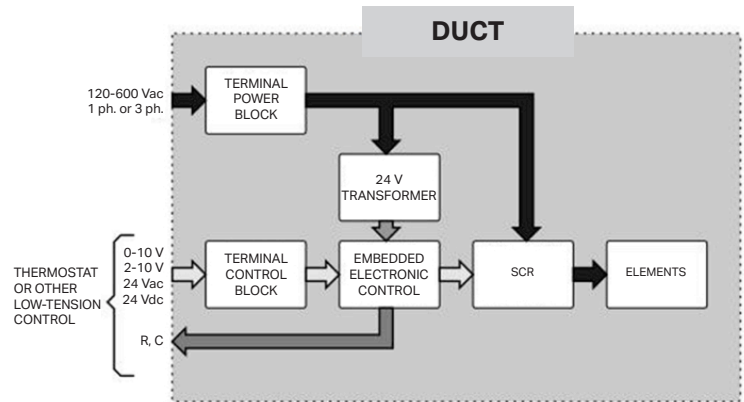 DUCT
120-600 Vac
1 ph. or 3 ph.
TERMINAL
POWER
BLOCK
24 V
TRANSFORMER
THERMOSTAT
OR OTHER
LOW-TENSION
CONTROL
0-10 V
2-10 V
24 Vac
24 Vdc
R, C
TERMINAL
CONTROL
BLOCK
EMBEDDED
ELECTRONIC
CONTROL
SCR
ELEMENTS